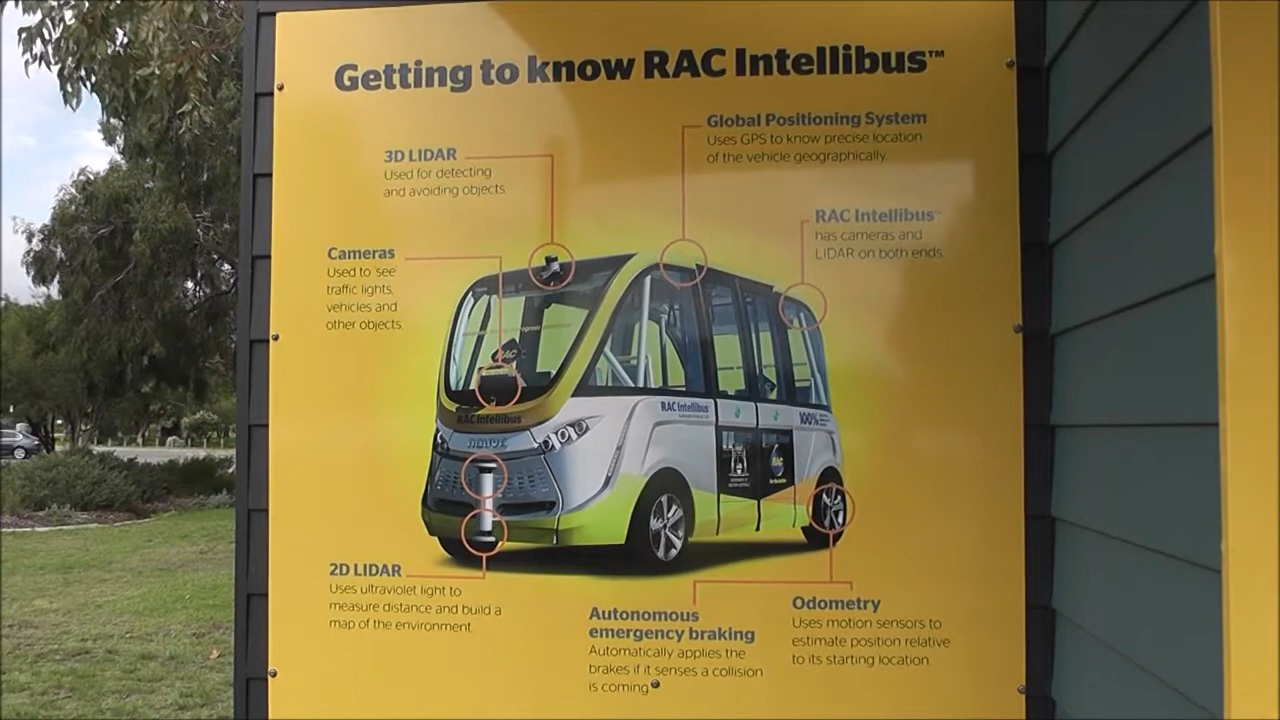 Getting to know RAC Intellibus™
Global Positioning System
Uses GPS to know precise location
of the vehicle geographically.
3D LIDAR
Used for detecting
and avoiding objects.
RAC Intellibus™
has cameras and
LIDAR on both ends.
Cameras
Used to 'see'
traffic lights,
vehicles and
other objects.
RAC
RAC Intellibus
RAC Intellibus
100%
RAC
2D LIDAR
Uses ultraviolet light to
measure distance and build a
map of the environment.
Autonomous
emergency braking
Automatically applies the
brakes if it senses a collision
is coming
Odometry
Uses motion sensors to
estimate position relative
to its starting location.